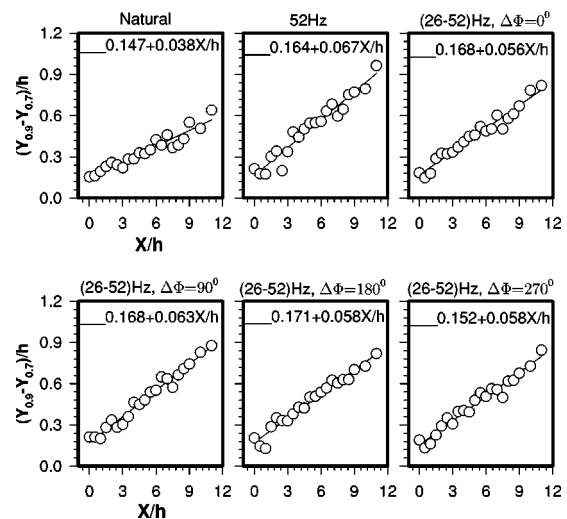 Natural 52Hz (26-52)Hz, ΔΦ=0⁰
0.147+0.038X/h 0.164+0.067X/h 0.168+0.056X/h
1.2
0.9
0.6
0.3
0.0
(Y0.9-Y0.7)/h
0 3 6 9 12 0 3 6 9 12 0 3 6 9 12
X/h X/h
(26-52)Hz, ΔΦ=90⁰ (26-52)Hz, ΔΦ=180⁰ (26-52)Hz, ΔΦ=270⁰
0.168+0.063X/h 0.171+0.058X/h 0.152+0.058X/h
1.2
0.9
0.6
0.3
0.0
(Y0.9-Y0.7)/h
0 3 6 9 12 0 3 6 9 12 0 3 6 9 12